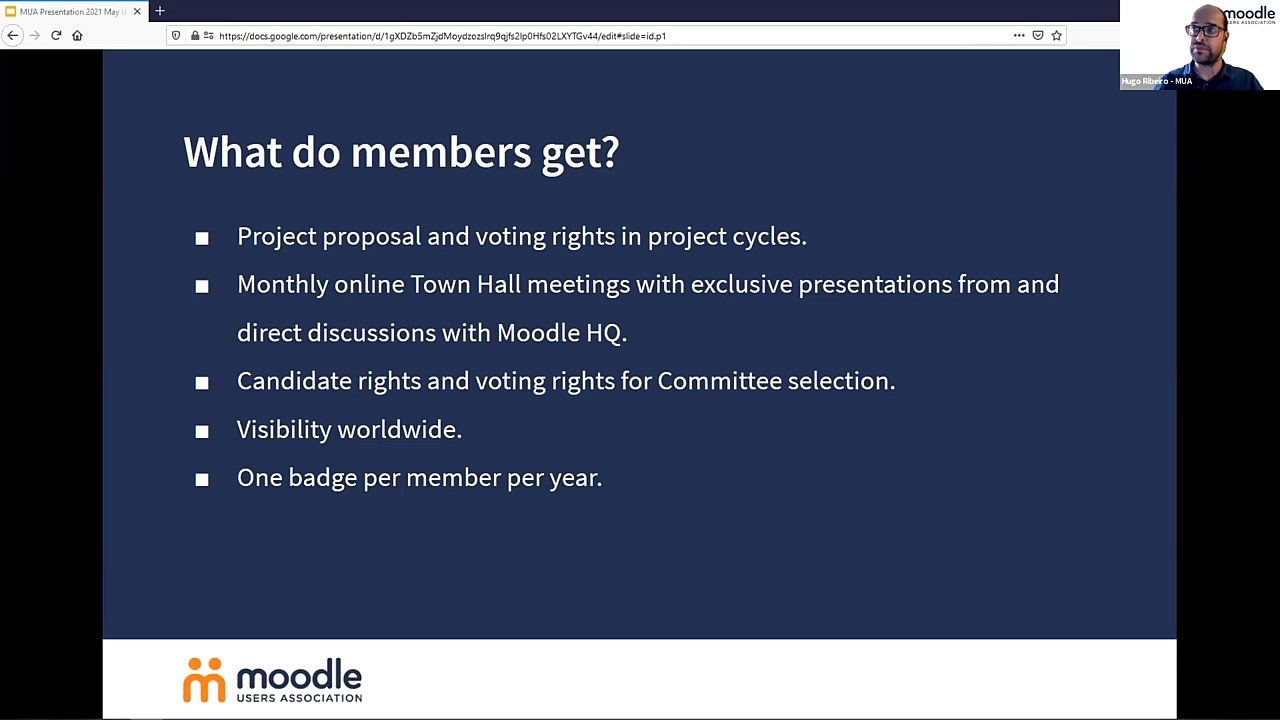 MUA Presentation 2021 May U
https://docs.google.com/presentation/d/1gXDZb5mZjdMoydzozslrq9qjfs2lp0Hfs02LXYTGv44/edit#slide=id.p1
moodle
USERS ASSOCIATION
Hugo Ribeiro - MUA
What do members get?
Project proposal and voting rights in project cycles.
Monthly online Town Hall meetings with exclusive presentations from and
direct discussions with Moodle HQ.
Candidate rights and voting rights for Committee selection.
Visibility worldwide.
One badge per member per year.
moodle
USERS ASSOCIATION